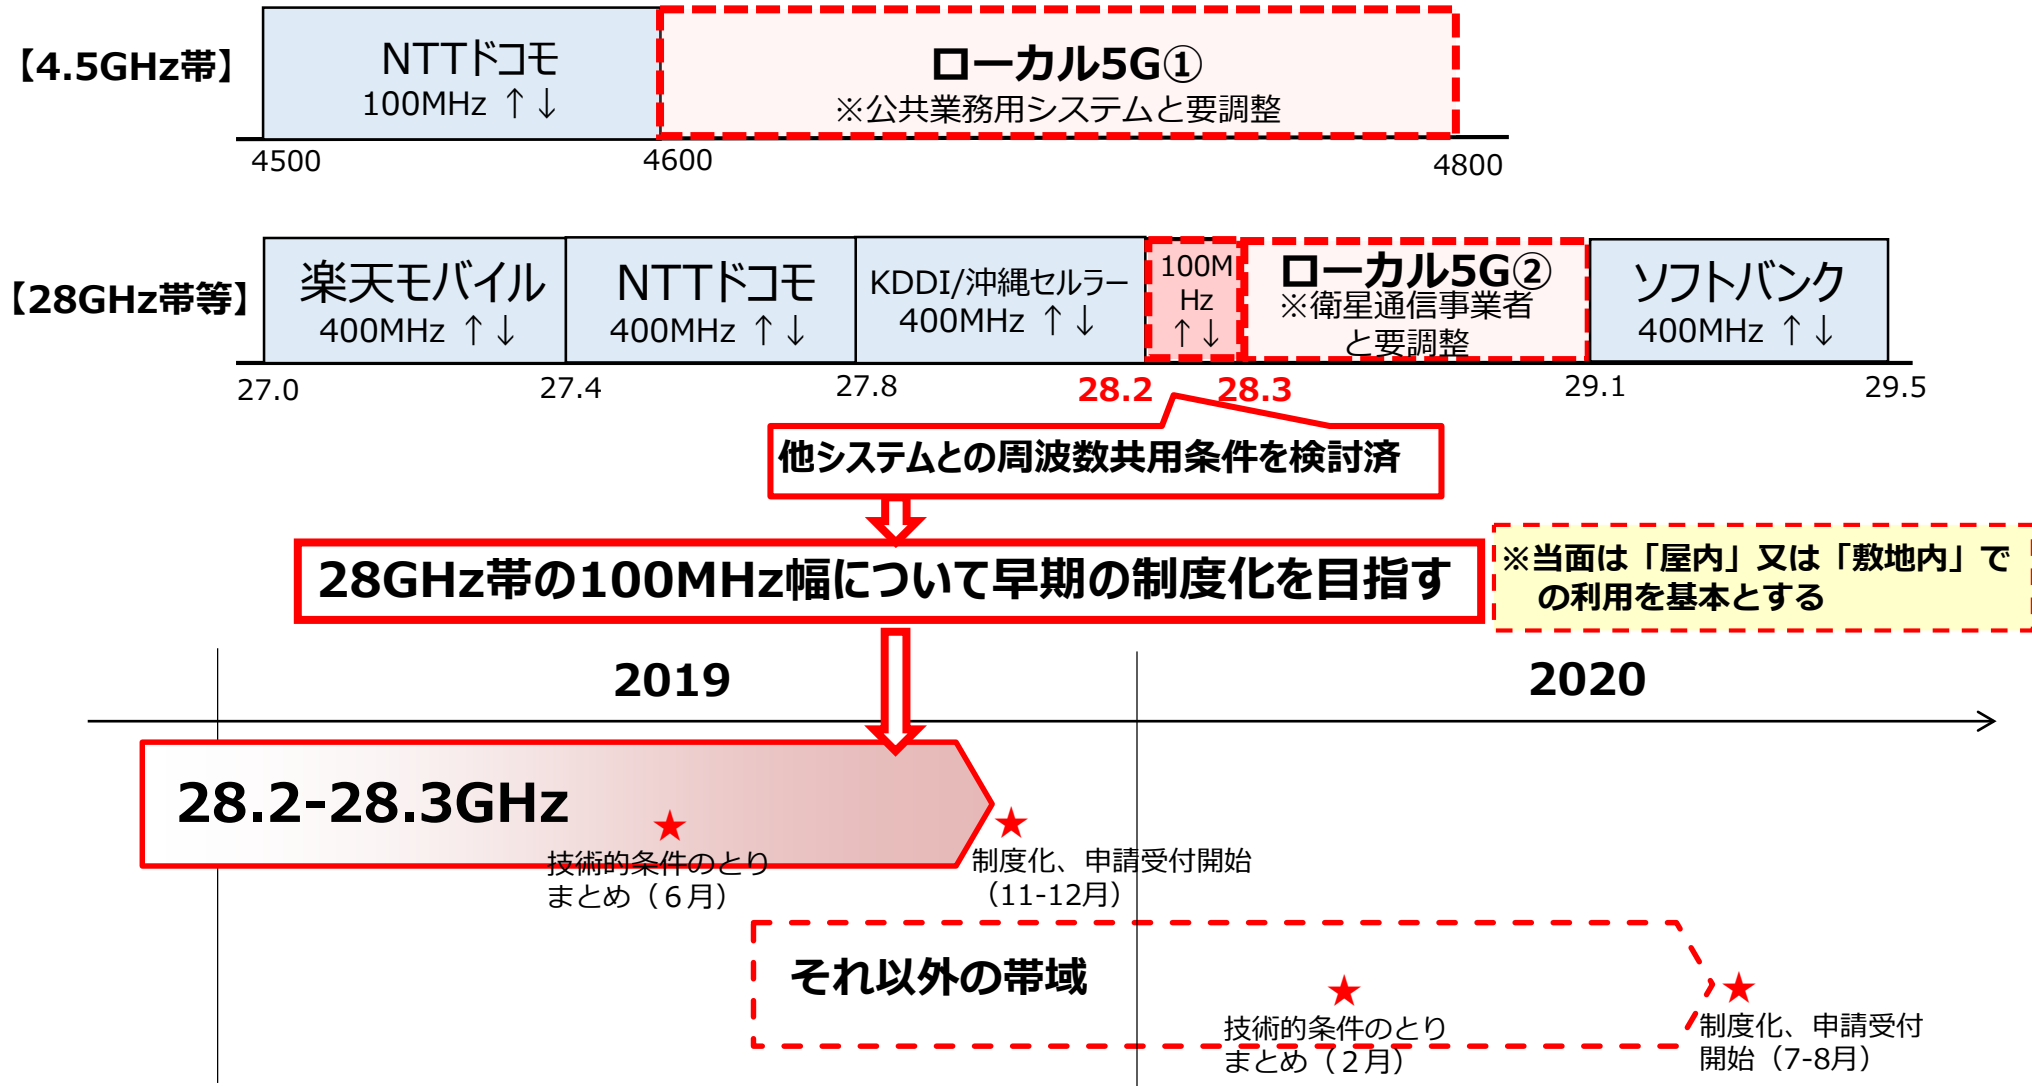 【4.5GHz帯】
NTTドコモ
100MHz ↑↓
ローカル5G①
※公共業務用システムと要調整
4500
4600
4800
【28GHz帯等】
楽天モバイル
400MHz ↑↓
NTTドコモ
400MHz ↑↓
KDDI/沖縄セルラー
400MHz ↑↓
100M
Hz
↑↓
ローカル5G②
※衛星通信事業者
と要調整
ソフトバンク
400MHz ↑↓
27.0
27.4
27.8
28.2
28.3
29.1
29.5
他システムとの周波数共用条件を検討済
28GHz帯の100MHz幅について早期の制度化を目指す
※当面は「屋内」又は「敷地内」で
の利用を基本とする
2019
2020
28.2-28.3GHz
★
技術的条件のとり
まとめ（６月）
★
制度化、申請受付開始
（11-12月）
それ以外の帯域
★
技術的条件のとり
まとめ（２月）
★
制度化、申請受付
開始（7-8月）